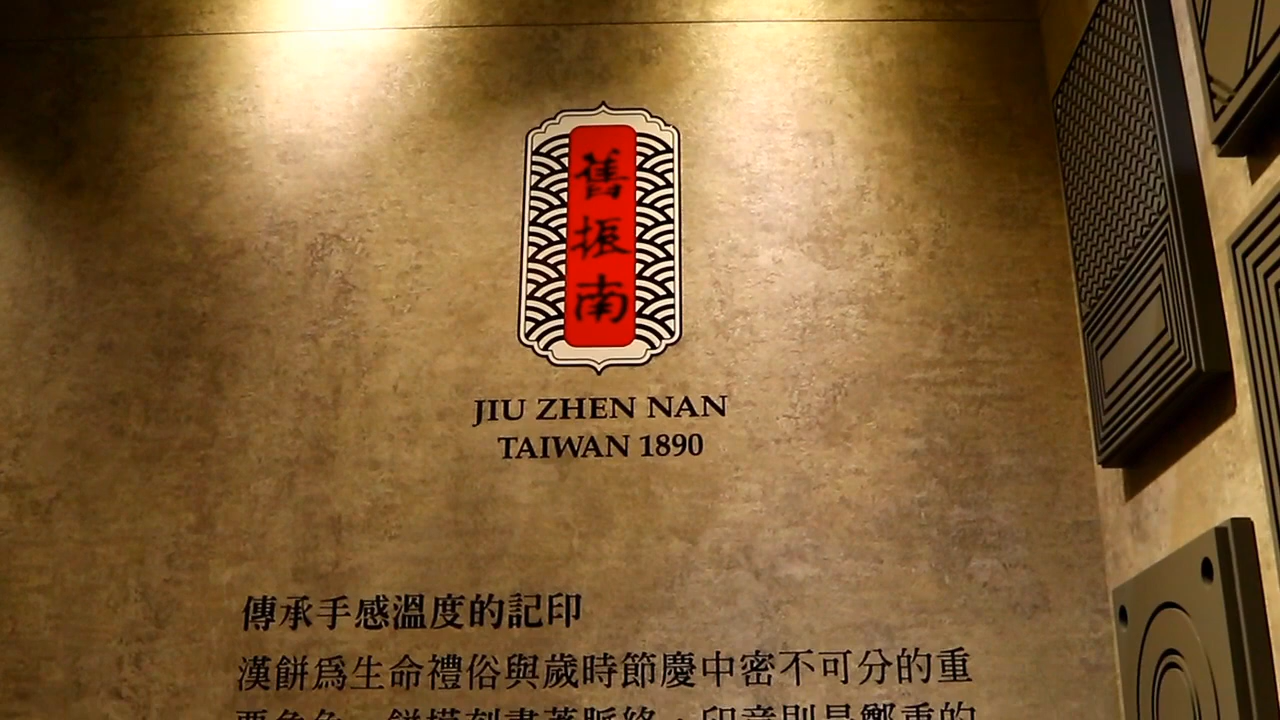 舊振南
JIU ZHEN NAN
TAIWAN 1890
傳承手感溫度的記印
漢餅爲生命禮俗與歲時節慶中密不可分的重